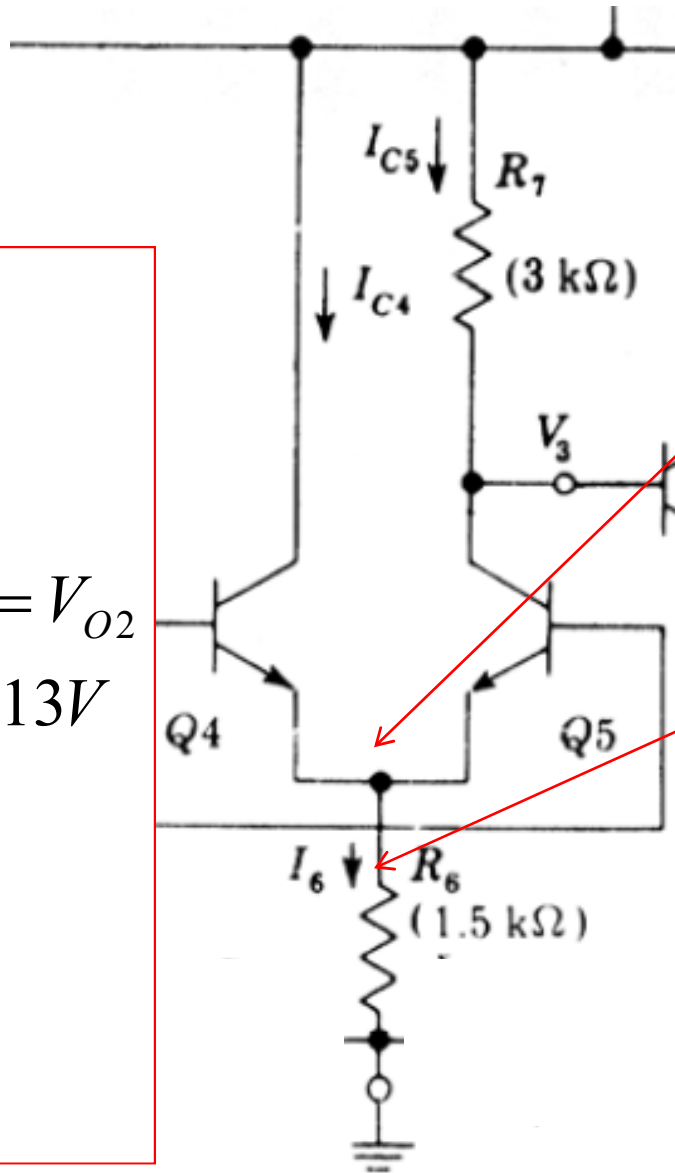 I_{C5}
R_7
(3 kΩ)
I_{C4}
V_3
= V_{O2}
13V
Q4
Q5
I_6
R_6
(1.5 kΩ)